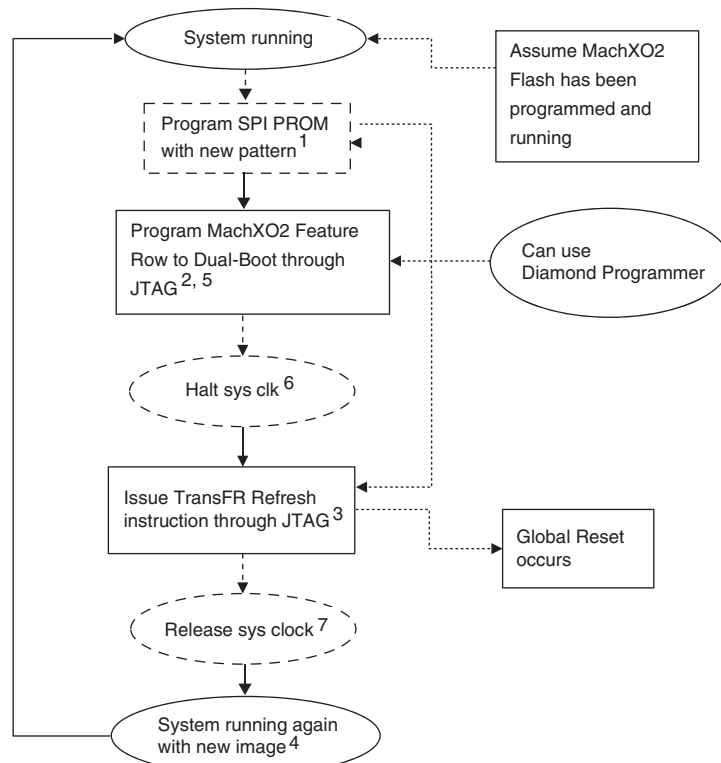 System running
Assume MachXO2
Flash has been
programmed and
running
Program SPI PROM
with new pattern 1
Program MachXO2 Feature
Row to Dual-Boot through
JTAG 2, 5
Can use
Diamond Programmer
Halt sys clk 6
Issue TransFR Refresh
instruction through JTAG 3
Global Reset
occurs
Release sys clock 7
System running again
with new image 4